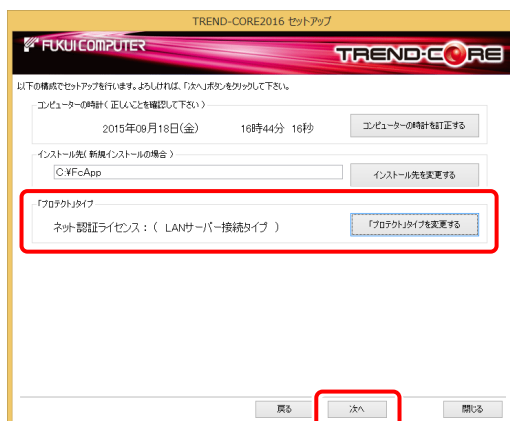 TREND-CORE2016 セットアップ
FUKUI COMPUTER
TREND-CORE
以下の構成でセットアップを行います。よろしければ、「次へ」ボタンをクリックして下さい。
コンピューターの時計( 正しいことを確認して下さい )
2015年09月18日(金) 16時44分 16秒 コンピューターの時計を訂正する
インストール先( 新規インストールの場合 )
C:¥FcApp インストール先を変更する
「プロテクト」タイプ
ネット認証ライセンス：( LANサーバー接続タイプ ) 「プロテクト」タイプを変更する
戻る 次へ 閉じる